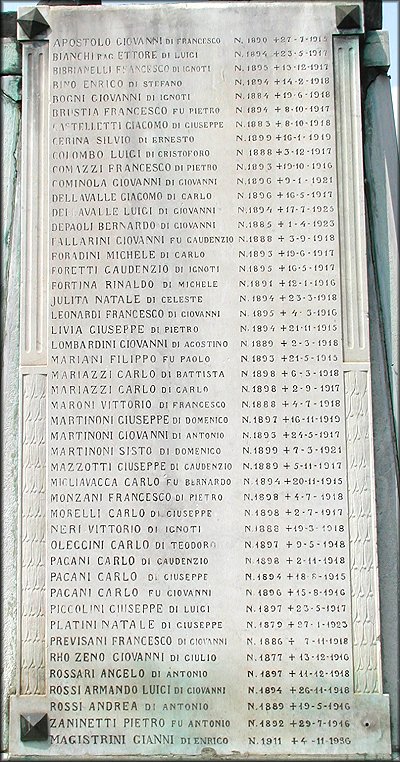 APOSTOLO GIOVANNI DI FRANCESCO N. 1890 + 27-7-1915
BIANCHI RAG. ETTORE DI LUIGI N. 1894 + 23-5-1917
BIBBIANELLI FRANCESCO DI IGNOTI N. 1895 + 13-12-1917
BINO ENRICO DI STEFANO N. 1894 + 14-2-1918
BOGNI GIOVANNI DI IGNOTI N. 1884 + 4-8-1918
BRUSTIA FRANCESCO FU PIETRO N. 1894 + 8-10-1917
CASTELLETTI GIACOMO DI GIUSEPPE N. 1883 + 8-10-1918
CERINA SILVIO DI ERNESTO N. 1899 + 16-1-1919
COLOMBO LUIGI DI CRISTOFORO N. 1888 + 3-12-1917
COMAZZI FRANCESCO DI PIETRO N. 1893 + 19-10-1916
COMINOLA GIOVANNI DI GIOVANNI N. 1896 + 9-1-1921
DELLAVALLE GIACOMO DI CARLO N. 1896 + 16-5-1917
DELLAVALLE LUIGI DI GIOVANNI N. 1894 + 17-7-1925
DEPAOLI BERNARDO DI GIOVANNI N. 1885 + 1-4-1923
FALLARINI GIOVANNI FU GAUDENZIO N. 1888 + 3-9-1918
FORADINI MICHELE DI CARLO N. 1893 + 19-6-1917
FORETTI GAUDENZIO DI IGNOTI N. 1895 + 16-5-1917
FORTINA RINALDO DI MICHELE N. 1891 + 12-1-1916
JULITA NATALE DI CELESTE N. 1894 + 23-3-1918
LEONARDI FRANCESCO DI GIOVANNI N. 1895 + 4-3-1916
LIVIA GIUSEPPE DI PIETRO N. 1894 + 21-11-1915
LOMBARDINI GIOVANNI DI AGOSTINO N. 1889 + 2-3-1918
MARIANI FILIPPO FU PAOLO N. 1893 + 21-5-1915
MARIAZZI CARLO DI BATTISTA N. 1898 + 6-3-1918
MARIAZZI CARLO DI CARLO N. 1898 + 2-9-1917
MARONI VITTORIO DI FRANCESCO N. 1888 + 4-7-1918
MARTINONI GIUSEPPE DI DOMENICO N. 1897 + 16-11-1919
MARTINONI GIOVANNI DI ANTONIO N. 1893 + 24-5-1917
MARTINONI SISTO DI DOMENICO N. 1899 + 7-3-1921
MAZZOTTI GIUSEPPE DI GAUDENZIO N. 1889 + 5-11-1917
MIGLIAVACCA CARLO FU BERNARDO N. 1894 + 20-11-1915
MONZANI FRANCESCO DI PIETRO N. 1898 + 4-7-1918
MORELLI CARLO DI GIUSEPPE N. 1898 + 2-7-1917
NERI VITTORIO DI IGNOTI N. 1888 + 19-3-1918
OLEGGINI CARLO DI TEODORO N. 1897 + 9-5-1918
PAGANI CARLO DI GAUDENZIO N. 1898 + 2-11-1918
PAGANI CARLO DI GIUSEPPE N. 1894 + 18-8-1915
PAGANI CARLO FU GIOVANNI N. 1896 + 15-8-1916
PICCOLINI GIUSEPPE DI LUIGI N. 1897 + 23-5-1917
PLATINI NATALE DI GIUSEPPE N. 1879 + 27-1-1923
PREVISANI FRANCESCO DI GIOVANNI N. 1886 + 7-11-1918
RHO ZENO GIOVANNI DI GIULIO N. 1877 + 13-12-1916
ROSSARI ANGELO DI ANTONIO N. 1897 + 11-12-1918
ROSSI ARMANDO LUIGI DI GIOVANNI N. 1894 + 26-11-1918
ROSSI ANDREA DI ANTONIO N. 1889 + 19-5-1916
ZANINETTI PIETRO FU ANTONIO N. 1892 + 29-7-1916
MAGISTRINI GIANNI DI ENRICO N. 1911 + 4-11-1936